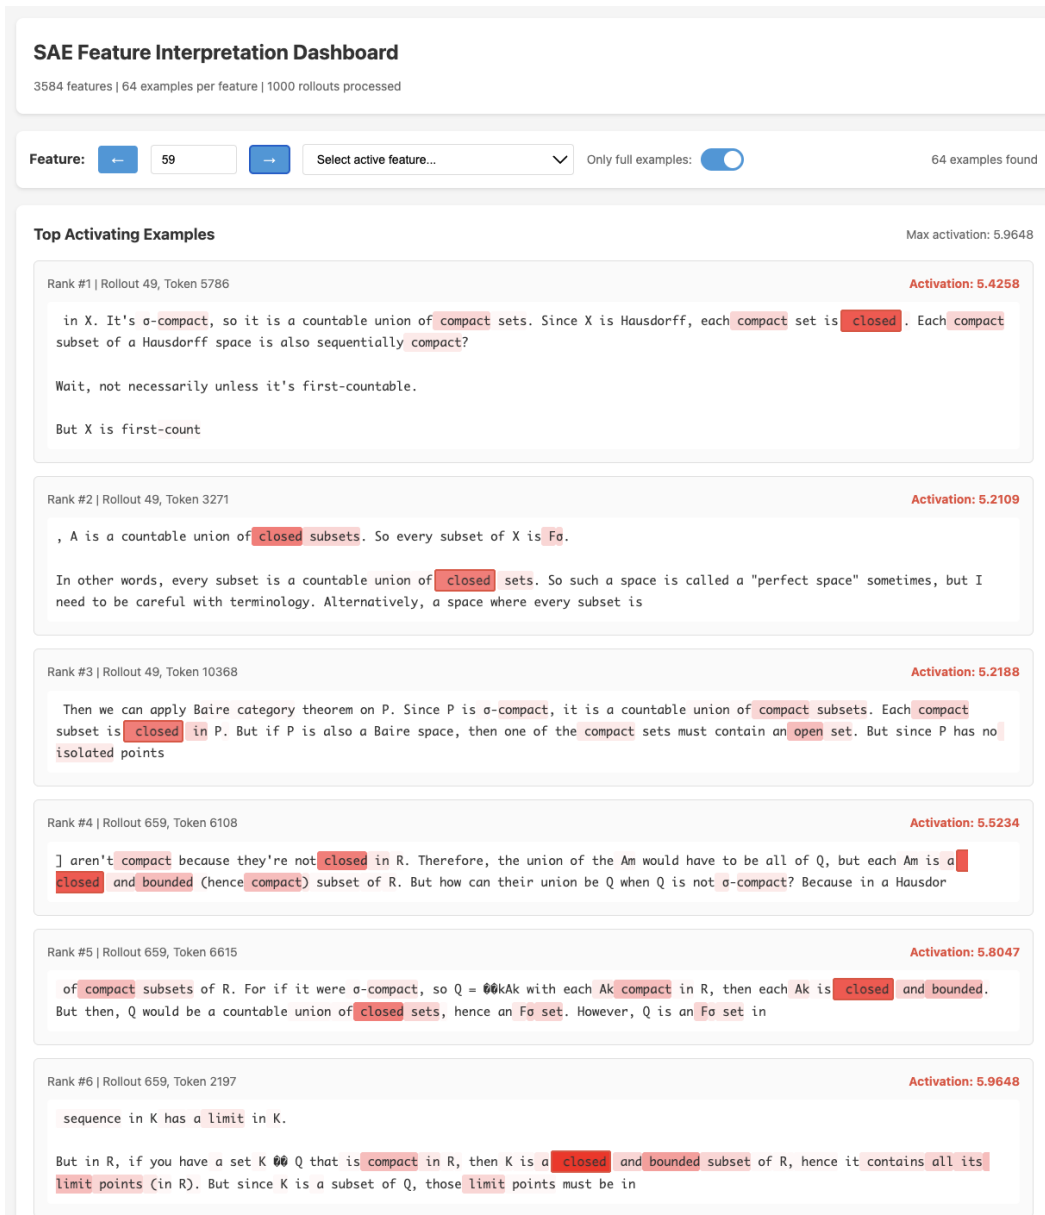 SAE Feature Interpretation Dashboard
3584 features | 64 examples per feature | 1000 rollouts processed
Feature: ← 59 → Select active feature... Only full examples: 64 examples found
Top Activating Examples Max activation: 5.9648
Rank #1 | Rollout 49, Token 5786 Activation: 5.4258
in X. It's σ-compact, so it is a countable union of compact sets. Since X is Hausdorff, each compact set is closed. Each compact
subset of a Hausdorff space is also sequentially compact?
Wait, not necessarily unless it's first-countable.
But X is first-count
Rank #2 | Rollout 49, Token 3271 Activation: 5.2109
, A is a countable union of closed subsets. So every subset of X is Fσ.
In other words, every subset is a countable union of closed sets. So such a space is called a "perfect space" sometimes, but I
need to be careful with terminology. Alternatively, a space where every subset is
Rank #3 | Rollout 49, Token 10368 Activation: 5.2188
Then we can apply Baire category theorem on P. Since P is σ-compact, it is a countable union of compact subsets. Each compact
subset is closed in P. But if P is also a Baire space, then one of the compact sets must contain an open set. But since P has no
isolated points
Rank #4 | Rollout 659, Token 6108 Activation: 5.5234
] aren't compact because they're not closed in R. Therefore, the union of the Am would have to be all of Q, but each Am is a
closed and bounded (hence compact) subset of R. But how can their union be Q when Q is not σ-compact? Because in a Hausdor
Rank #5 | Rollout 659, Token 6615 Activation: 5.8047
of compact subsets of R. For if it were σ-compact, so Q = ��kAk with each Ak compact in R, then each Ak is closed and bounded.
But then, Q would be a countable union of closed sets, hence an Fσ set. However, Q is an Fσ set in
Rank #6 | Rollout 659, Token 2197 Activation: 5.9648
sequence in K has a limit in K.
But in R, if you have a set K �� Q that is compact in R, then K is a closed and bounded subset of R, hence it contains all its
limit points (in R). But since K is a subset of Q, those limit points must be in